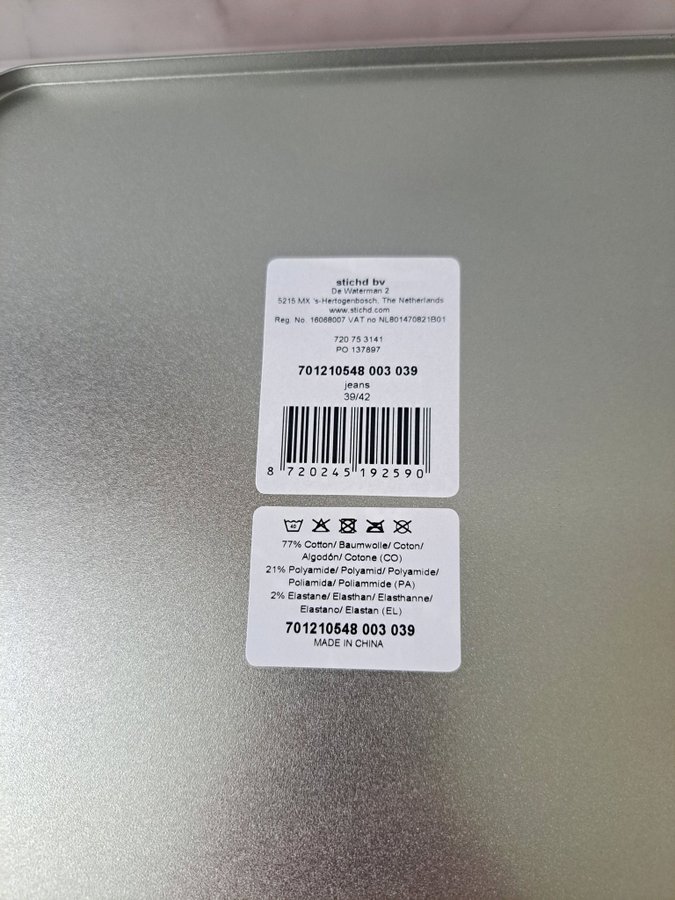 stichd bv
De Waterman 2
5215 MX 's-Hertogenbosch, The Netherlands
www.stichd.com
Reg. No. 16068007 VAT no NL801470821B01
720 75 3141
PO 137897
701210548 003 039
jeans
39/42
8 720245 192590
40
77% Cotton/ Baumwolle/ Coton/
Algodón/ Cotone (CO)
21% Polyamide/ Polyamid/ Polyamide/
Poliamida/ Poliammide (PA)
2% Elastane/ Elasthan/ Elasthanne/
Elastano/ Elastan (EL)
701210548 003 039
MADE IN CHINA